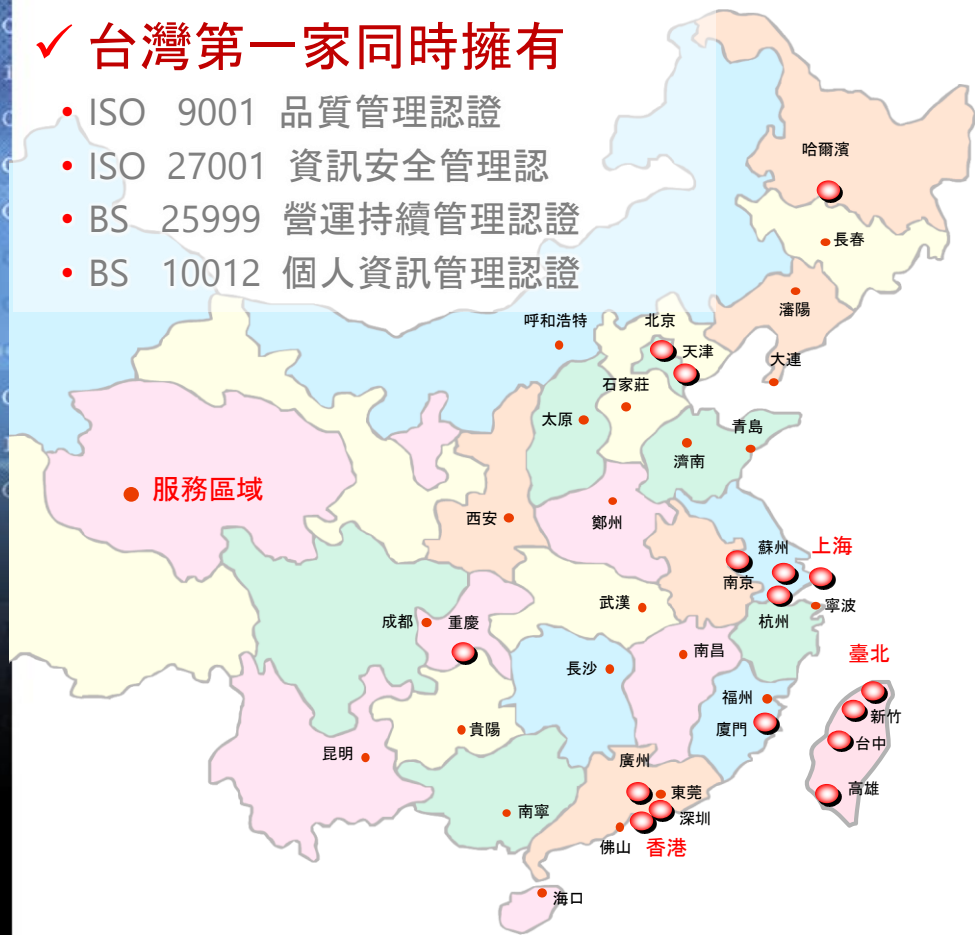 ✓ 台灣第一家同時擁有
• ISO 9001 品質管理認證
• ISO 27001 資訊安全管理認
• BS 25999 營運持續管理認證
• BS 10012 個人資訊管理認證
哈爾濱
長春
瀋陽
呼和浩特
北京
天津
大連
石家莊
太原
青島
濟南
服務區域
西安
鄭州
蘇州
上海
南京
武漢
寧波
杭州
成都
重慶
南昌
臺北
長沙
福州
新竹
貴陽
廈門
台中
昆明
廣州
東莞
高雄
南寧
深圳
佛山
香港
海口